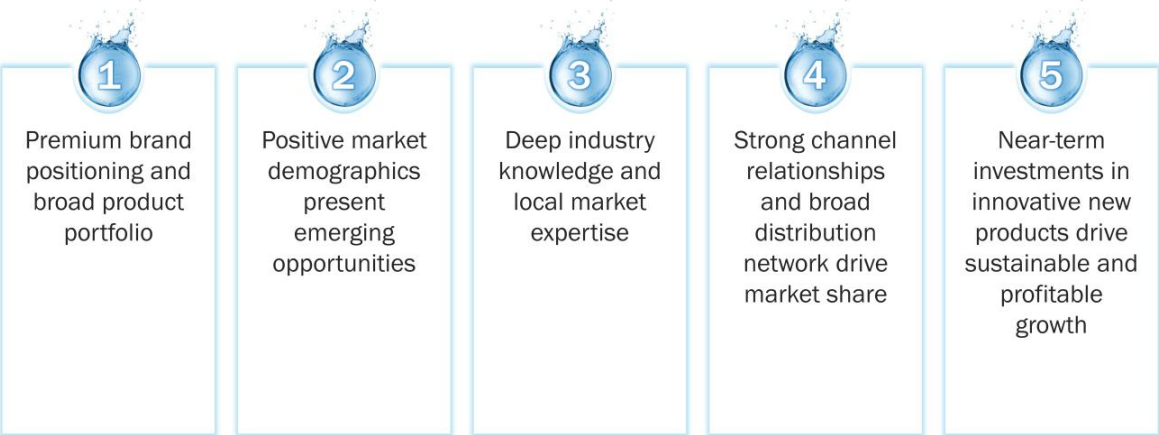 1
Premium brand
positioning and
broad product
portfolio
2
Positive market
demographics
present
emerging
opportunities
3
Deep industry
knowledge and
local market
expertise
4
Strong channel
relationships
and broad
distribution
network drive
market share
5
Near-term
investments in
innovative new
products drive
sustainable and
profitable
growth